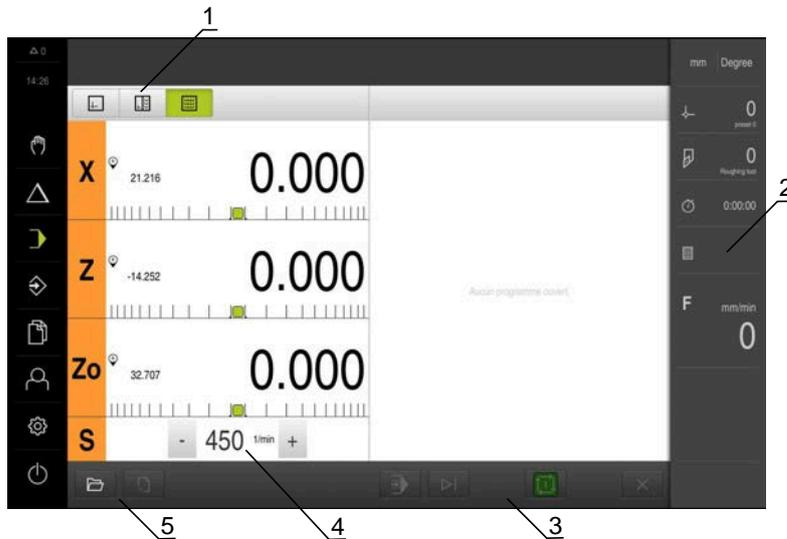 1
0
14:26
mm Degree
0
preset 0
X
21.216
0.000
0
Roughing tool
0:00:00
2
Z
-14.252
0.000
Aucun programme ouvert.
F
mm/min
0
Zo
32.707
0.000
S
- 450 1/min +
5
4
3